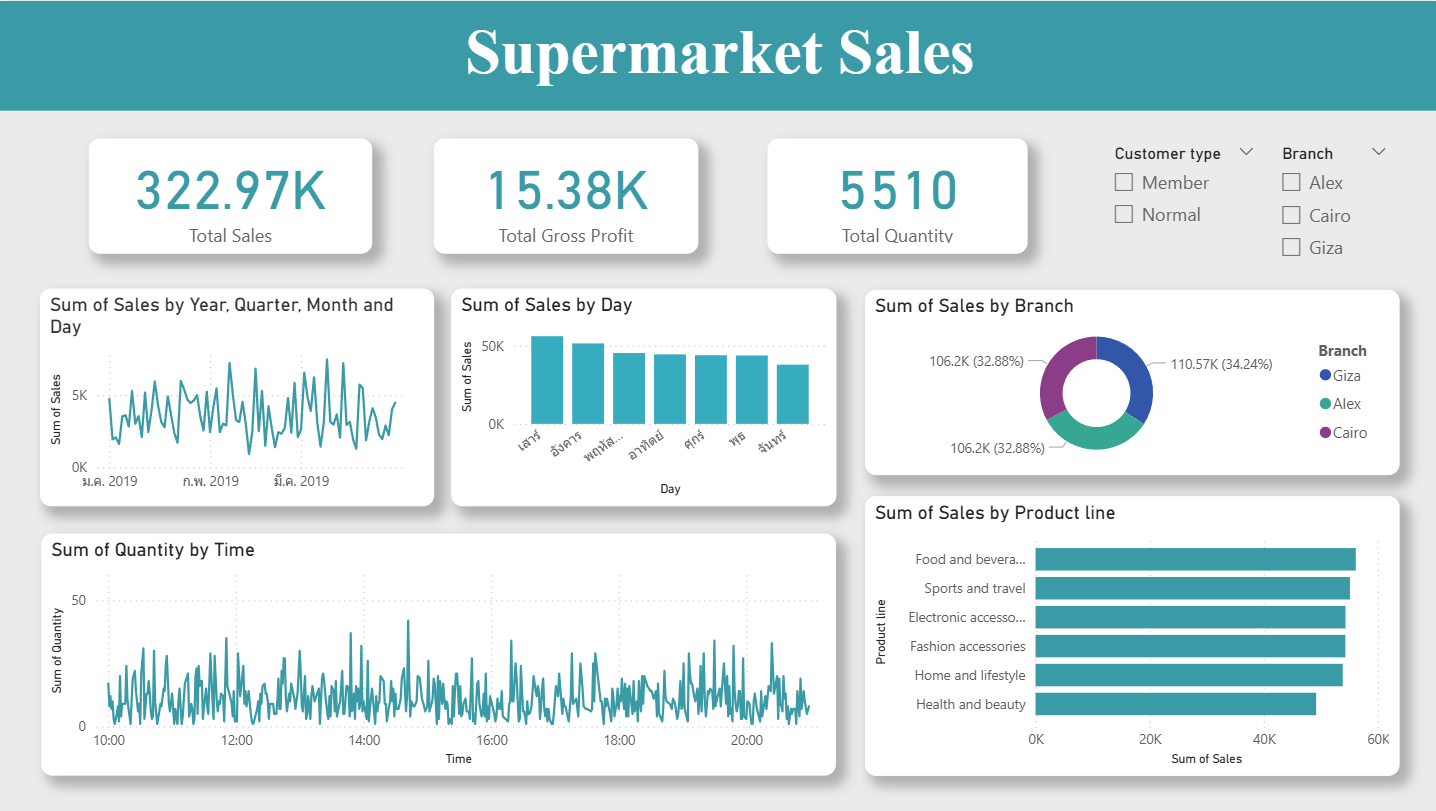 Supermarket Sales
322.97K
Total Sales
15.38K
Total Gross Profit
5510
Total Quantity
Customer type
Member
Normal
Branch
Alex
Cairo
Giza
Sum of Sales by Year, Quarter, Month and
Day
Sum of Sales
5K
0K
ม.ค. 2019
ก.พ. 2019
มี.ค. 2019
Sum of Sales by Day
Sum of Sales
50K
0K
เสาร์
อังคาร
พฤหัส...
อาทิตย์
ศุกร์
พุธ
จันทร์
Day
Sum of Sales by Branch
106.2K (32.88%)
110.57K (34.24%)
106.2K (32.88%)
Branch
Giza
Alex
Cairo
Sum of Quantity by Time
Sum of Quantity
50
0
10:00
12:00
14:00
16:00
18:00
20:00
Time
Sum of Sales by Product line
Product line
Food and bevera...
Sports and travel
Electronic accesso...
Fashion accessories
Home and lifestyle
Health and beauty
0K
20K
40K
60K
Sum of Sales